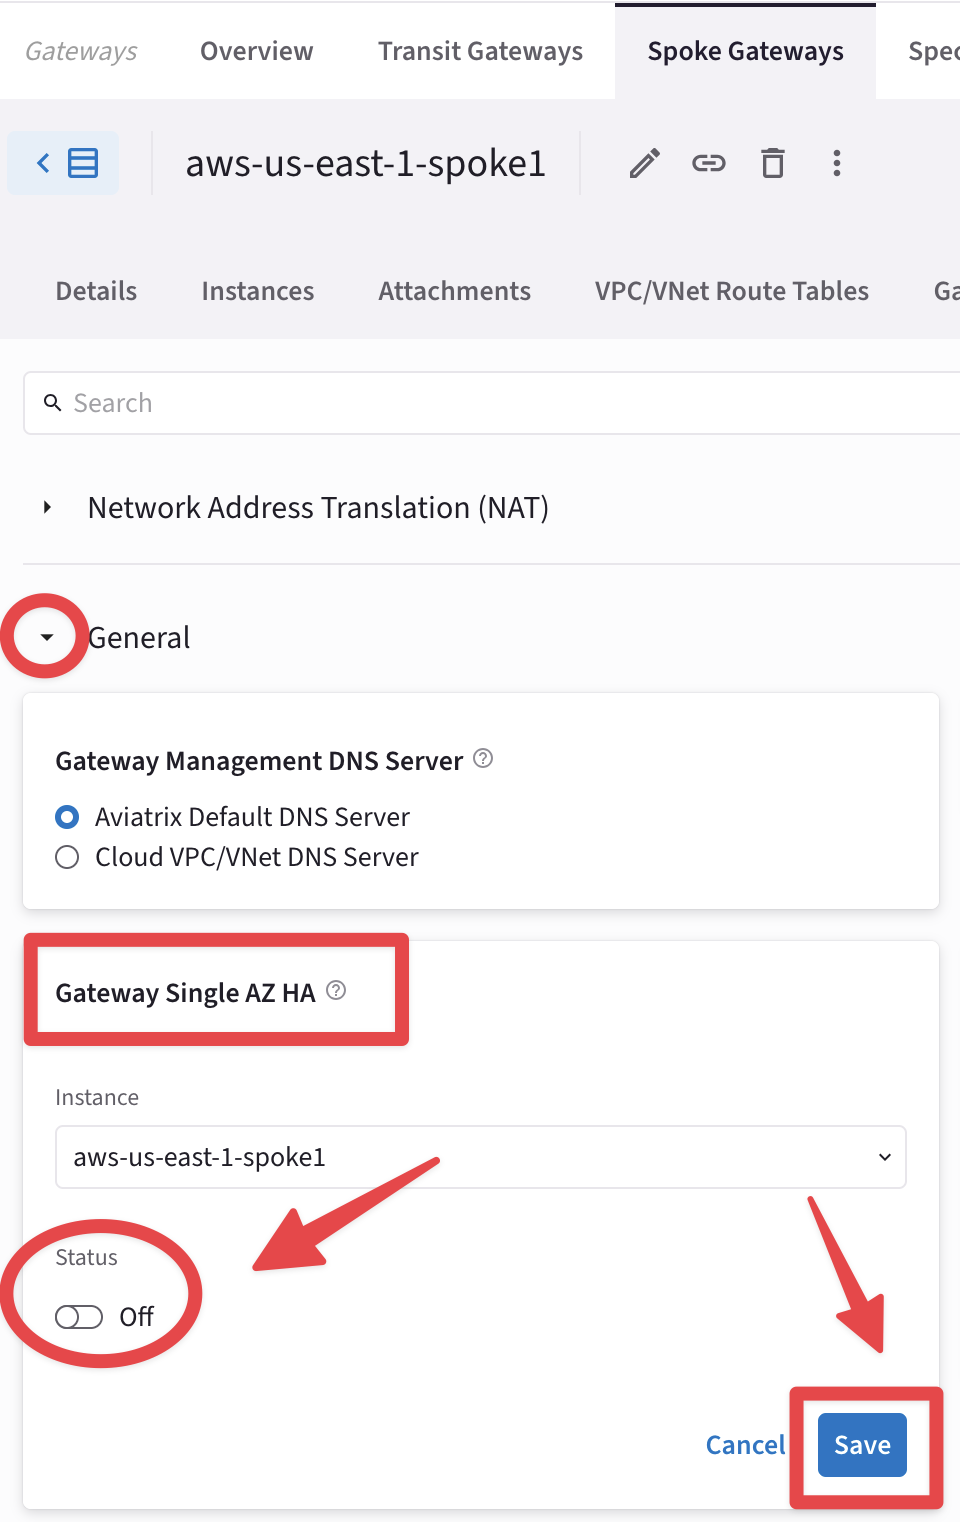 Gateways Overview Transit Gateways Spoke Gateways
aws-us-east-1-spoke1
Details Instances Attachments VPC/VNet Route Tables
Search
Network Address Translation (NAT)
General
Gateway Management DNS Server ?
Aviatrix Default DNS Server
Cloud VPC/VNet DNS Server
Gateway Single AZ HA ?
Instance
aws-us-east-1-spoke1
Status
Off
Cancel Save